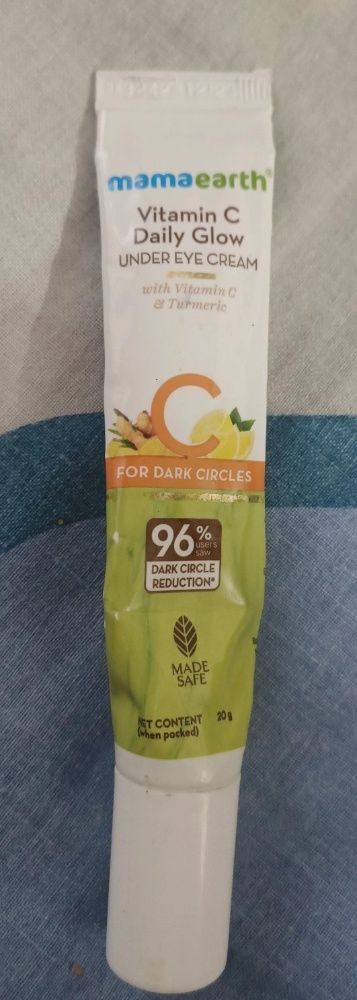 mamaearth®
Vitamin C
Daily Glow
UNDER EYE CREAM
with Vitamin C
& Turmeric
C
FOR DARK CIRCLES
96%
users
saw
DARK CIRCLE
REDUCTION*
MADE
SAFE
NET CONTENT 20 g
(when packed)